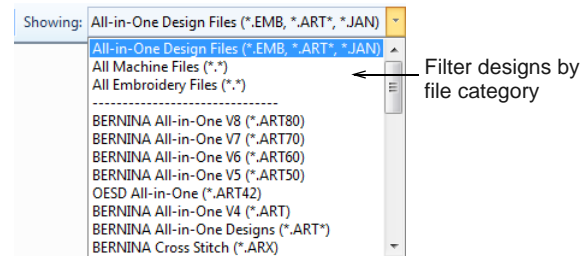 Showing: All-in-One Design Files (*.EMB, *.ART*, *.JAN)
All-in-One Design Files (*.EMB, *.ART*, *.JAN)
All Machine Files (*.*)
All Embroidery Files (*.*)
------------------------------
BERNINA All-in-One V8 (*.ART80)
BERNINA All-in-One V7 (*.ART70)
BERNINA All-in-One V6 (*.ART60)
BERNINA All-in-One V5 (*.ART50)
OESD All-in-One (*.ART42)
BERNINA All-in-One V4 (*.ART)
BERNINA All-in-One Designs (*.ART*)
BERNINA Cross Stitch (*.ARX)
Filter designs by
file category